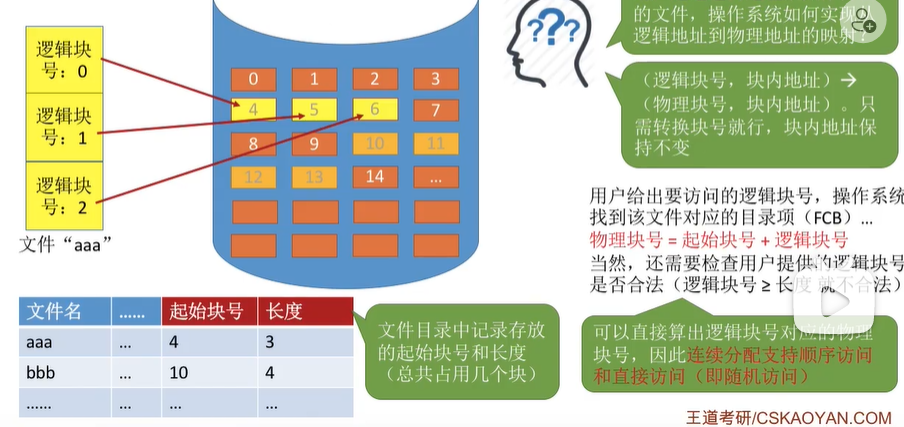 的文件，操作系统如何实现从
逻辑地址到物理地址的映射？
???
（逻辑块号，块内地址）→
（物理块号，块内地址）。只
需转换块号就行，块内地址保
持不变
逻辑块
号：0
逻辑块
号：1
逻辑块
号：2
文件“aaa”
0 1 2 3
4 5 6 7
8 9 10 11
12 13 14 ...
用户给出要访问的逻辑块号，操作系统
找到该文件对应的目录项（FCB）...
物理块号 = 起始块号 + 逻辑块号
当然，还需要检查用户提供的逻辑块号
是否合法（逻辑块号 ≥ 长度 就不合法）
文件名 ...... 起始块号 长度
aaa ... 4 3
bbb ... 10 4
...... ... ... ...
文件目录中记录存放
的起始块号和长度
（总共占用几个块）
可以直接算出逻辑块号对应的物理
块号，因此连续分配支持顺序访问
和直接访问（即随机访问）
王道考研/CSKAOYAN.COM